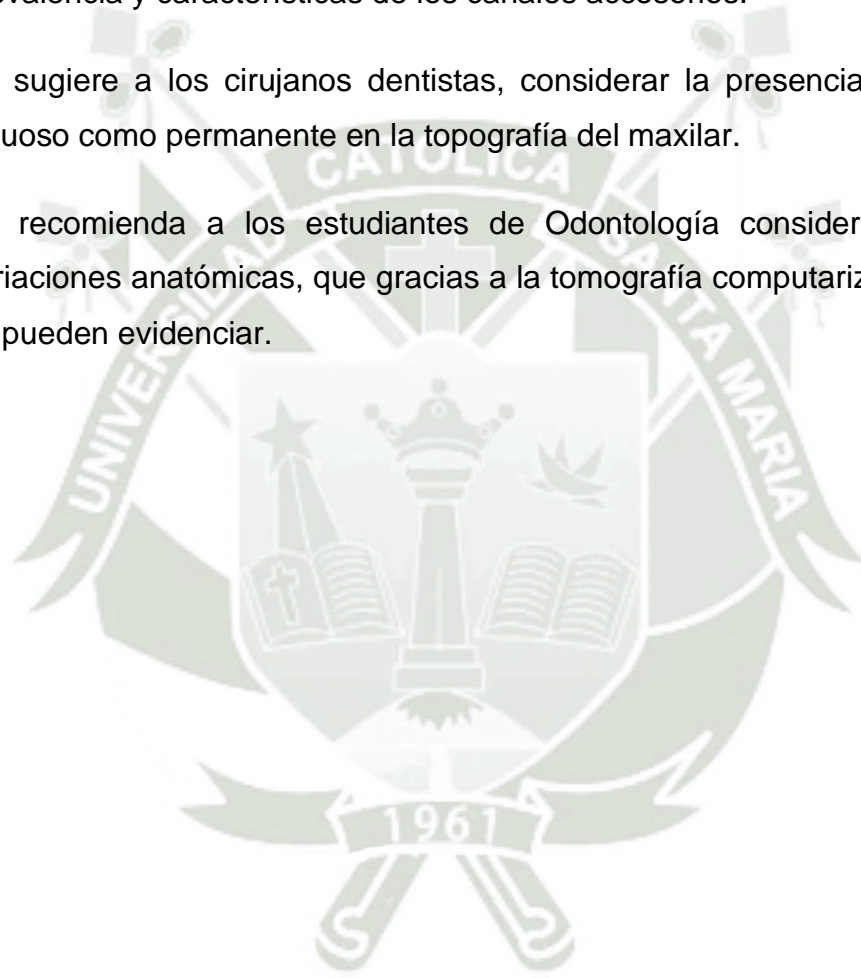 características de los canales accesorios.
sugiere a los cirujanos dentistas, considerar la presencia
uoso como permanente en la topografía del maxilar.
recomienda a los estudiantes de Odontología consider
riaciones anatómicas, que gracias a la tomografía computariz
pueden evidenciar.
UNIVERSIDAD CATOLICA SANTA MARIA
1961